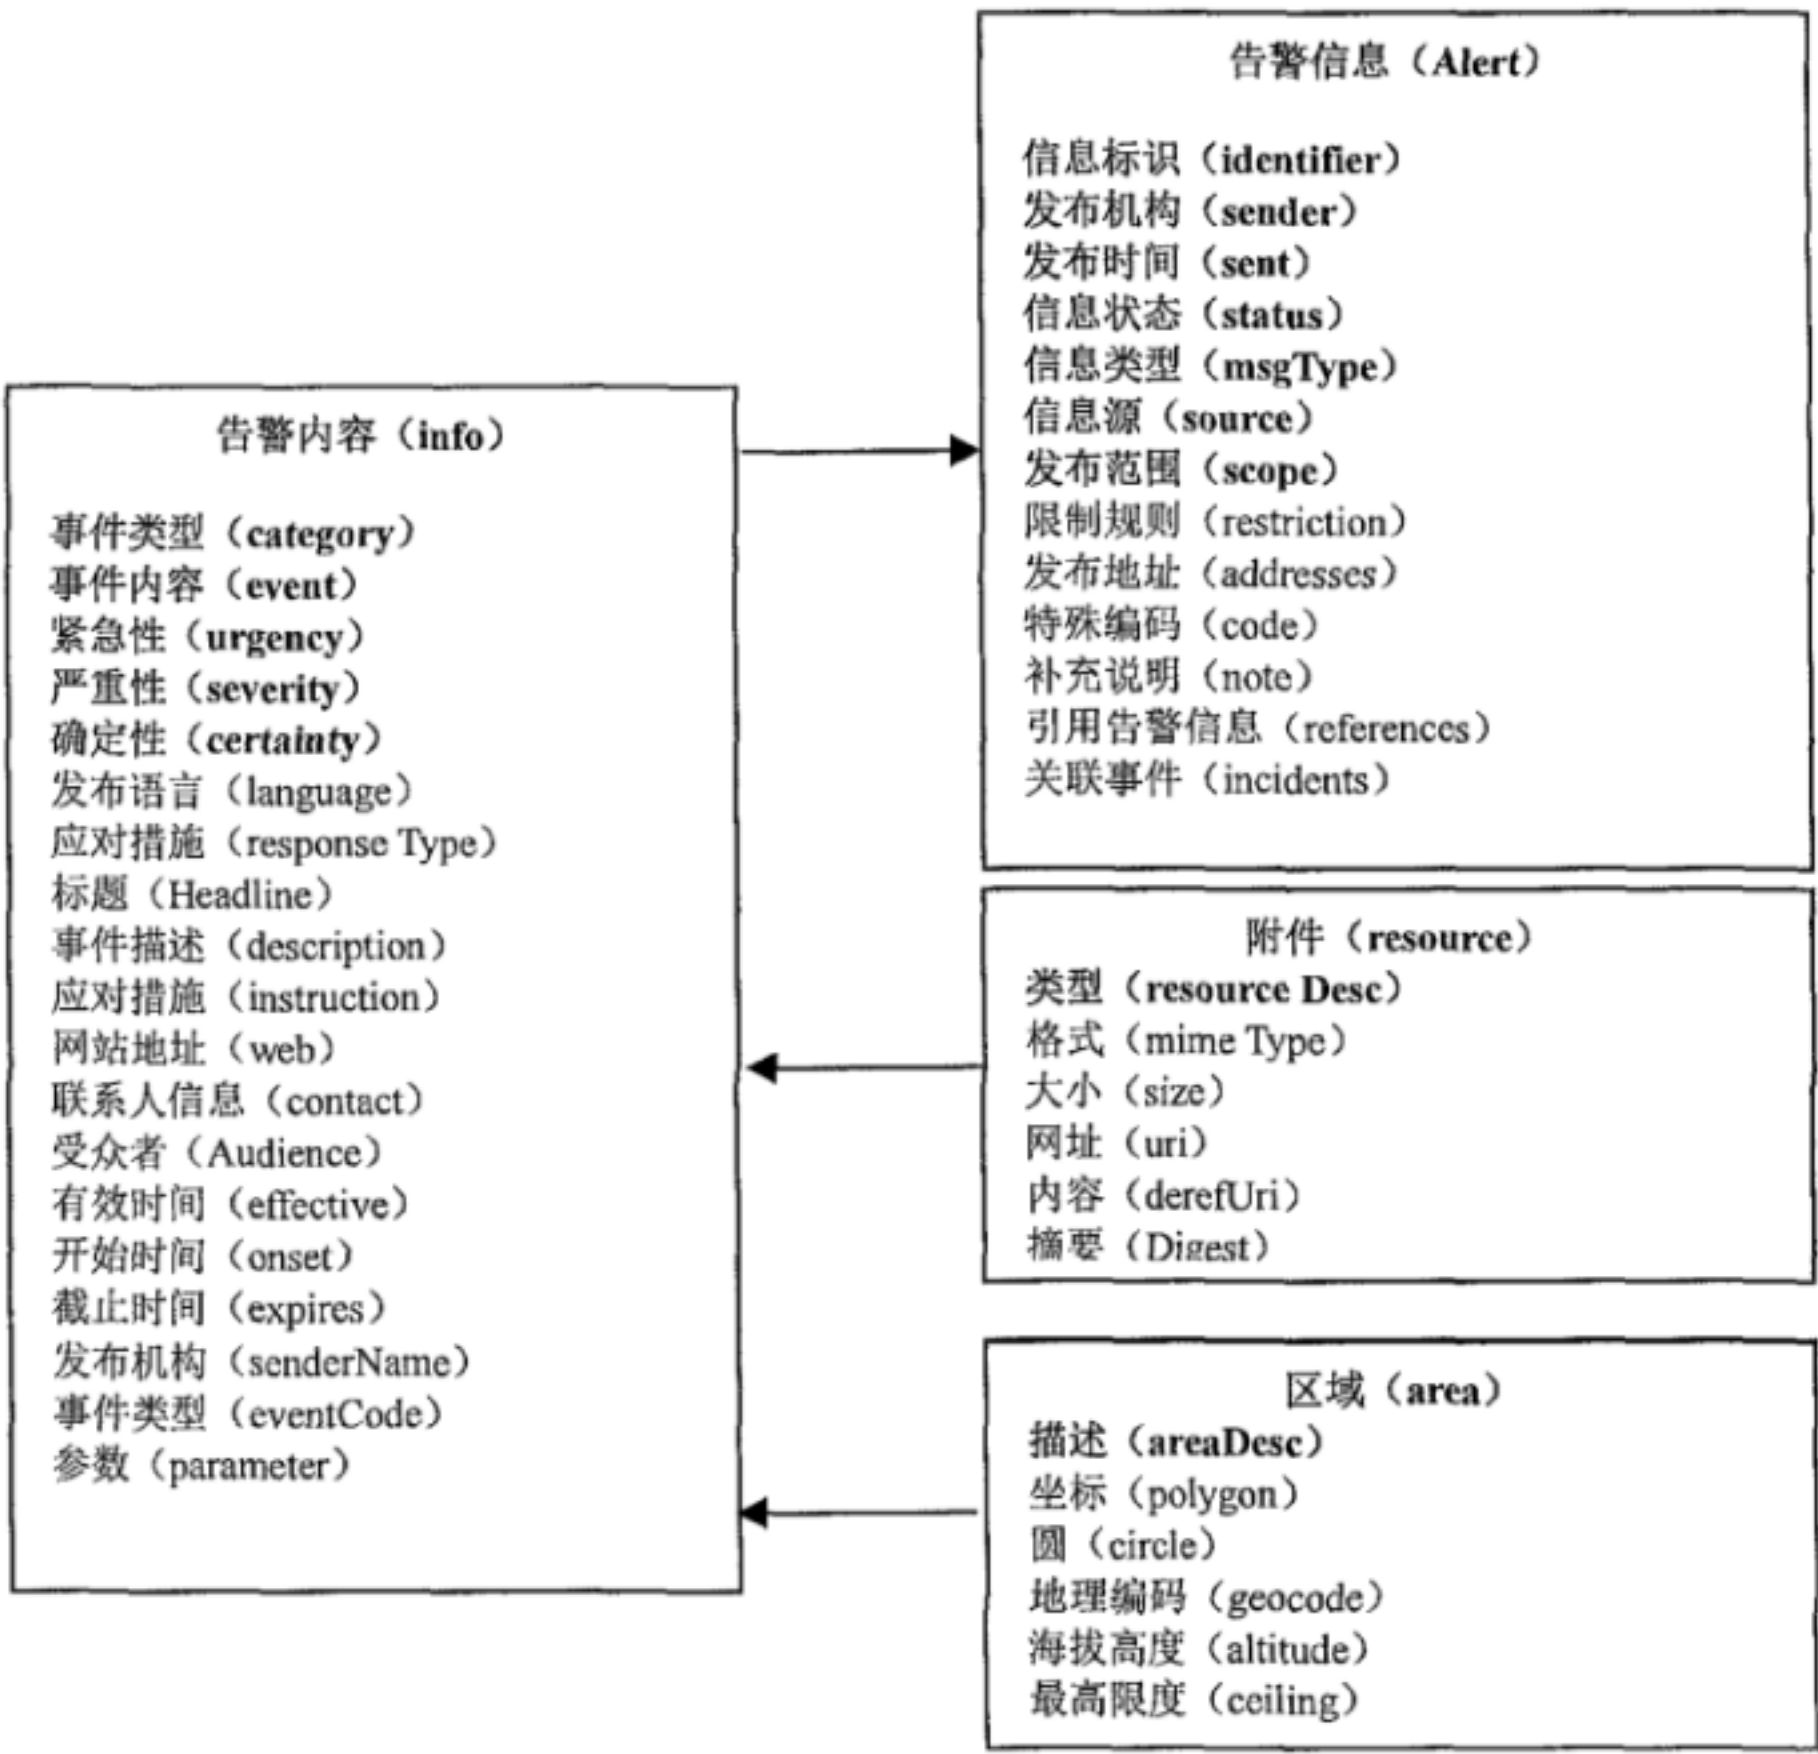 告警信息（Alert）
信息标识（identifier）
发布机构（sender）
发布时间（sent）
信息状态（status）
信息类型（msgType）
信息源（source）
发布范围（scope）
限制规则（restriction）
发布地址（addresses）
特殊编码（code）
补充说明（note）
引用告警信息（references）
关联事件（incidents）
告警内容（info）
事件类型（category）
事件内容（event）
紧急性（urgency）
严重性（severity）
确定性（certainty）
发布语言（language）
应对措施（response Type）
标题（Headline）
事件描述（description）
应对措施（instruction）
网站地址（web）
联系人信息（contact）
受众者（Audience）
有效时间（effective）
开始时间（onset）
截止时间（expires）
发布机构（senderName）
事件类型（eventCode）
参数（parameter）
附件（resource）
类型（resource Desc）
格式（mime Type）
大小（size）
网址（uri）
内容（derefUri）
摘要（Digest）
区域（area）
描述（areaDesc）
坐标（polygon）
圆（circle）
地理编码（geocode）
海拔高度（altitude）
最高限度（ceiling）